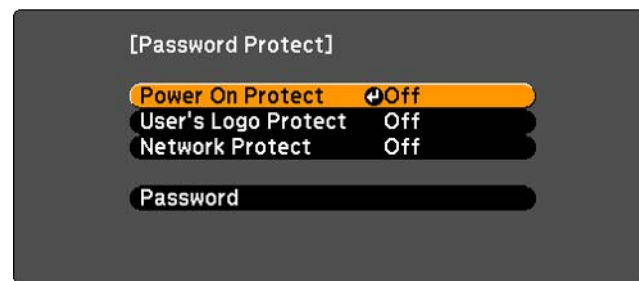 [Password Protect]
Power On Protect Off
User's Logo Protect Off
Network Protect Off
Password